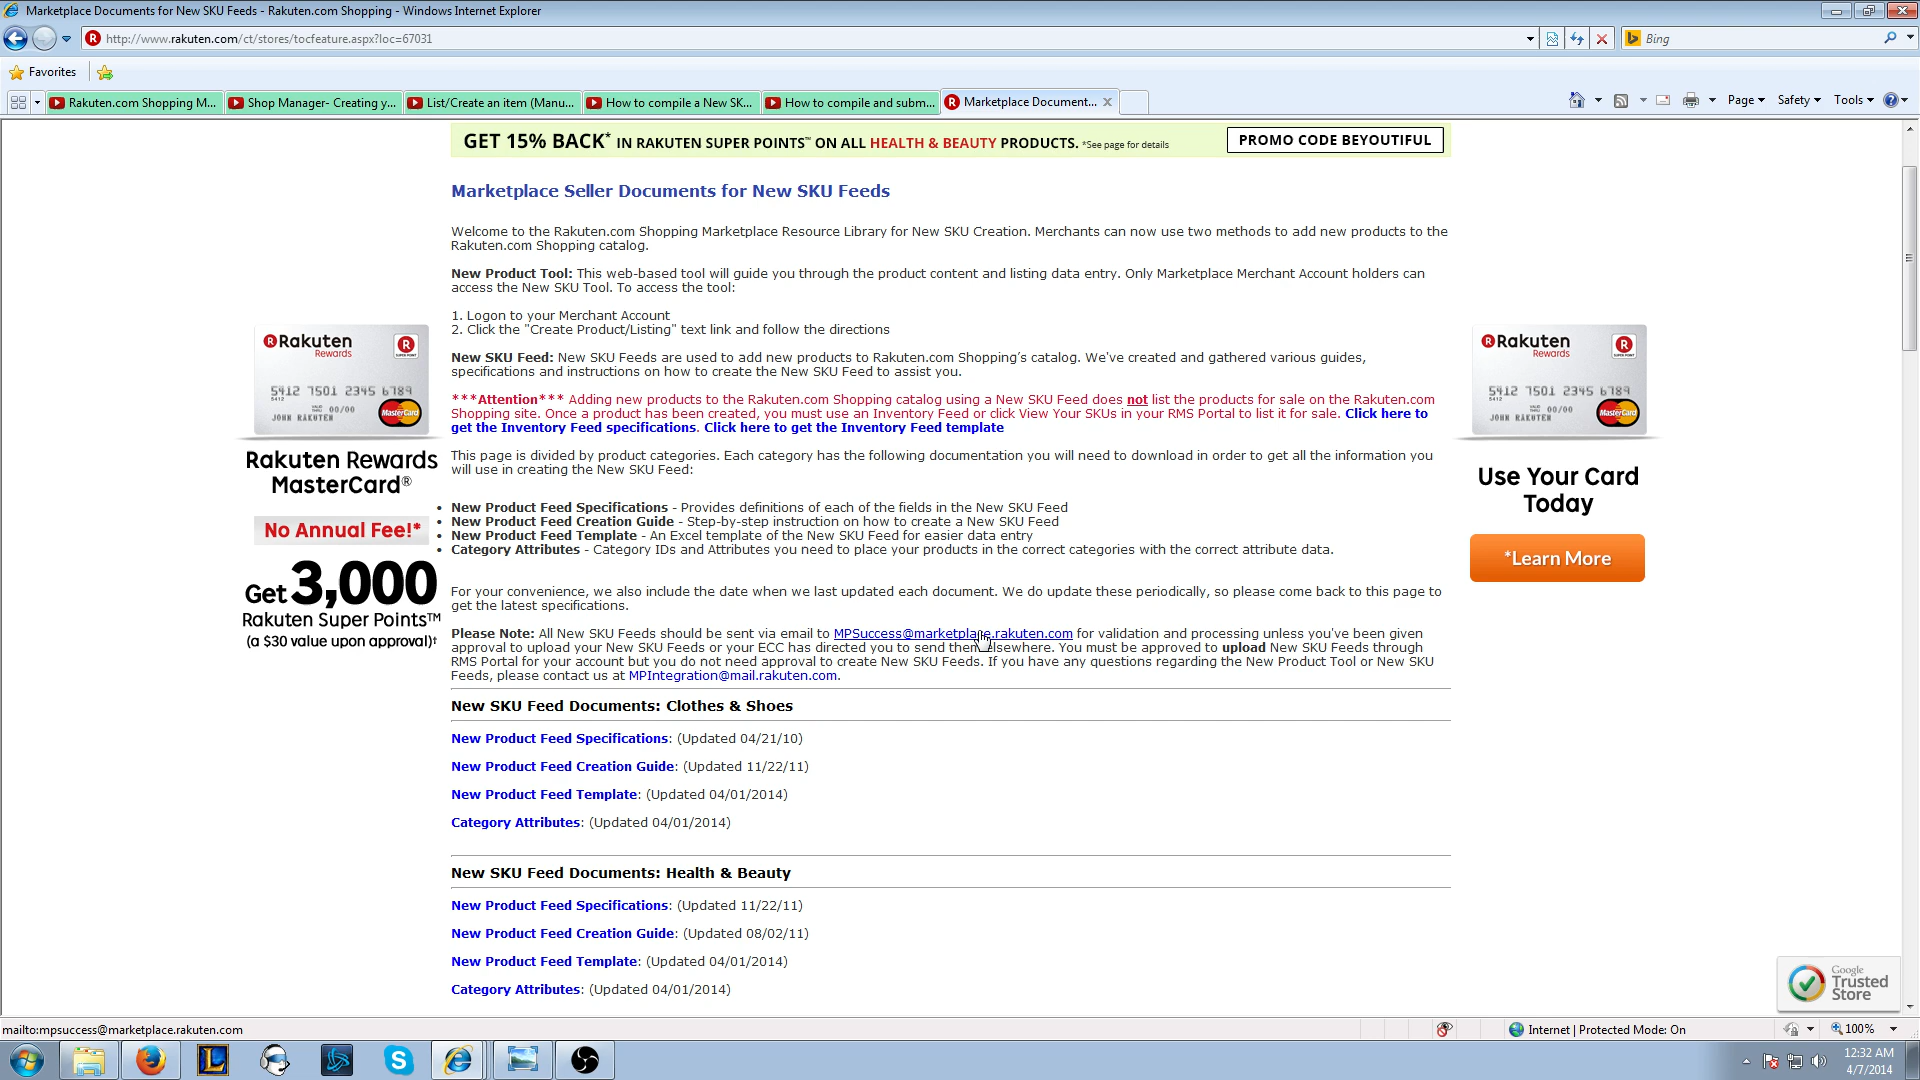 Marketplace Documents for New SKU Feeds - Rakuten.com Shopping - Windows Internet Explorer
http://www.rakuten.com/ct/stores/tocfeature.aspx?loc=67031
Bing
Favorites
Rakuten.com Shopping M...
Shop Manager- Creating y...
List/Create an item (Manu...
How to compile a New SK...
How to compile and subm...
Marketplace Document...
Page
Safety
Tools
GET 15% BACK* IN RAKUTEN SUPER POINTS™ ON ALL HEALTH & BEAUTY PRODUCTS. *See page for details
PROMO CODE BEYOUTIFUL
Marketplace Seller Documents for New SKU Feeds
Welcome to the Rakuten.com Shopping Marketplace Resource Library for New SKU Creation. Merchants can now use two methods to add new products to the
Rakuten.com Shopping catalog.
New Product Tool: This web-based tool will guide you through the product content and listing data entry. Only Marketplace Merchant Account holders can
access the New SKU Tool. To access the tool:
1. Logon to your Merchant Account
2. Click the "Create Product/Listing" text link and follow the directions
New SKU Feed: New SKU Feeds are used to add new products to Rakuten.com Shopping's catalog. We've created and gathered various guides,
specifications and instructions on how to create the New SKU Feed to assist you.
***Attention*** Adding new products to the Rakuten.com Shopping catalog using a New SKU Feed does not list the products for sale on the Rakuten.com
Shopping site. Once a product has been created, you must use an Inventory Feed or click View Your SKUs in your RMS Portal to list it for sale. Click here to
get the Inventory Feed specifications. Click here to get the Inventory Feed template
This page is divided by product categories. Each category has the following documentation you will need to download in order to get all the information you
will use in creating the New SKU Feed:
• New Product Feed Specifications - Provides definitions of each of the fields in the New SKU Feed
• New Product Feed Creation Guide - Step-by-step instruction on how to create a New SKU Feed
• New Product Feed Template - An Excel template of the New SKU Feed for easier data entry
• Category Attributes - Category IDs and Attributes you need to place your products in the correct categories with the correct attribute data.
For your convenience, we also include the date when we last updated each document. We do update these periodically, so please come back to this page to
get the latest specifications.
Please Note: All New SKU Feeds should be sent via email to MPSuccess@marketplace.rakuten.com for validation and processing unless you've been given
approval to upload your New SKU Feeds or your ECC has directed you to send them elsewhere. You must be approved to upload New SKU Feeds through
RMS Portal for your account but you do not need approval to create New SKU Feeds. If you have any questions regarding the New Product Tool or New SKU
Feeds, please contact us at MPIntegration@mail.rakuten.com.
New SKU Feed Documents: Clothes & Shoes
New Product Feed Specifications: (Updated 04/21/10)
New Product Feed Creation Guide: (Updated 11/22/11)
New Product Feed Template: (Updated 04/01/2014)
Category Attributes: (Updated 04/01/2014)
New SKU Feed Documents: Health & Beauty
New Product Feed Specifications: (Updated 11/22/11)
New Product Feed Creation Guide: (Updated 08/02/11)
New Product Feed Template: (Updated 04/01/2014)
Category Attributes: (Updated 04/01/2014)
Rakuten
Rewards
5412 7501 2345 6789
5412
00/00
JOHN RAKUTEN
MasterCard
Rakuten Rewards
MasterCard®
No Annual Fee!*
Get 3,000
Rakuten Super Points™
(a $30 value upon approval)†
Rakuten
Rewards
5412 7501 2345 6789
5412
00/00
JOHN RAKUTEN
MasterCard
Use Your Card
Today
*Learn More
Google
Trusted
Store
mailto:mpsuccess@marketplace.rakuten.com
Internet | Protected Mode: On
100%
12:32 AM
4/7/2014